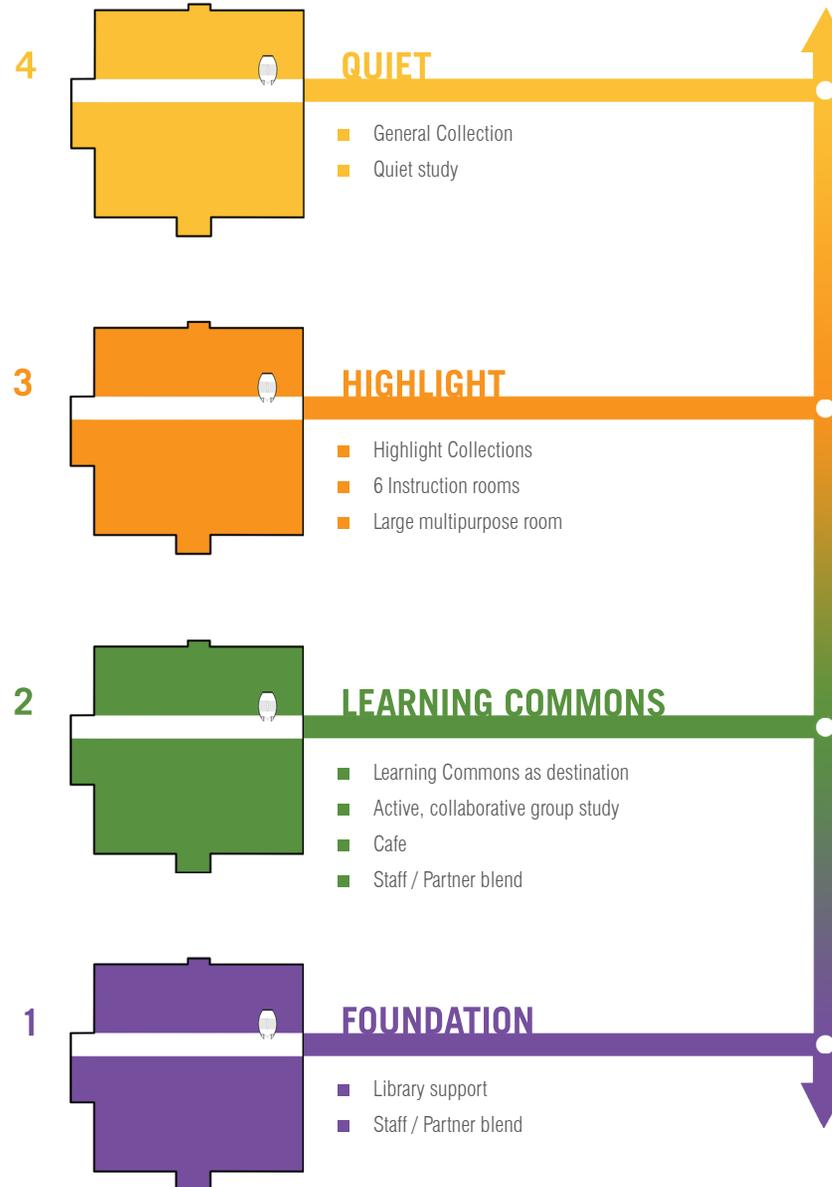 4
QUIET
General Collection
Quiet study
3
HIGHLIGHT
Highlight Collections
6 Instruction rooms
Large multipurpose room
2
LEARNING COMMONS
Learning Commons as destination
Active, collaborative group study
Cafe
Staff / Partner blend
1
FOUNDATION
Library support
Staff / Partner blend